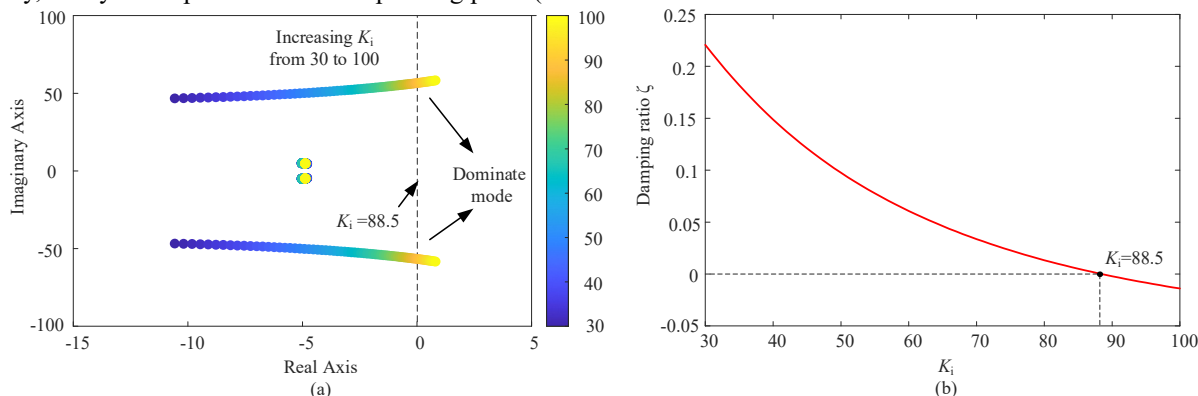 100
50
0
-50
-100
Imaginary Axis
-15
-10
-5
0
5
Real Axis
(a)
Increasing Kᵢ
from 30 to 100
Kᵢ =88.5
Dominate
mode
100
90
80
70
60
50
40
30
0.25
0.2
0.15
0.1
0.05
0
-0.05
Damping ratio ζ
Kᵢ=88.5
30
40
50
60
70
80
90
100
Kᵢ
(b)